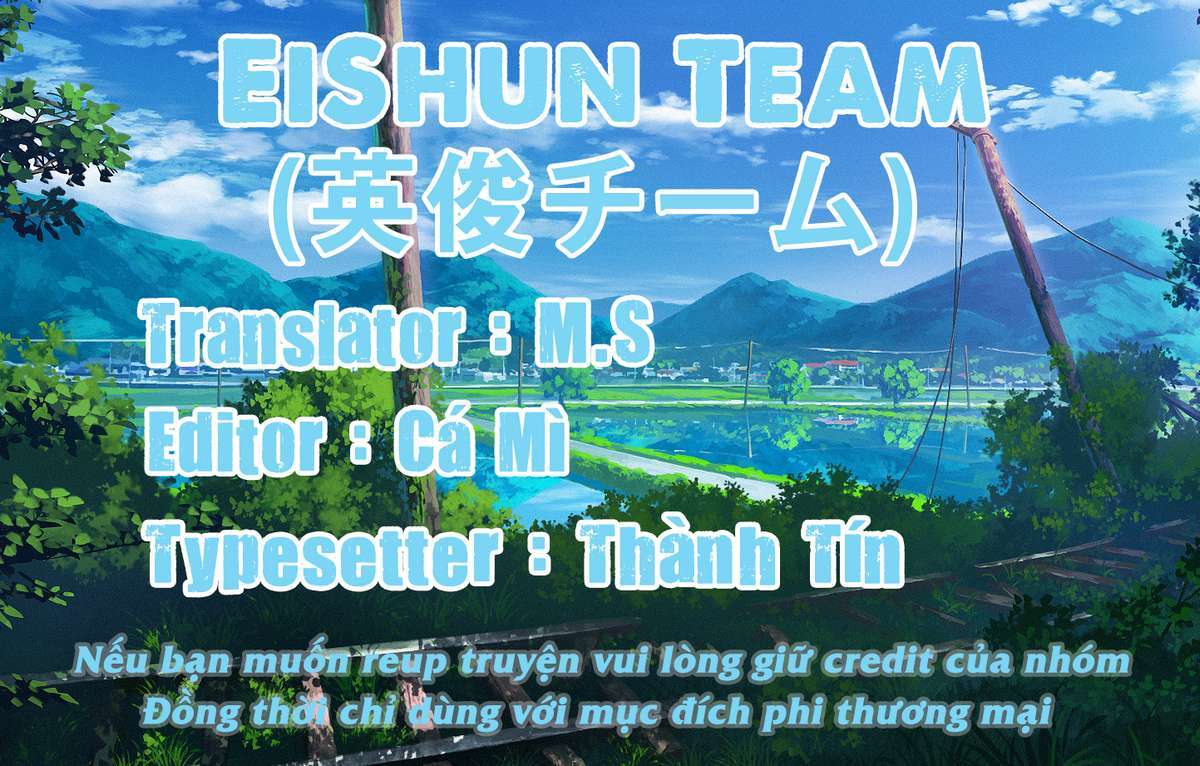 EiShun Team
(英俊チーム)
Translator : M.S
Editor : Cá Mì
Typesetter : Thành Tín
Nếu bạn muốn reup truyện vui lòng giữ credit của nhóm
Đồng thời chỉ dùng với mục đích phi thương mại